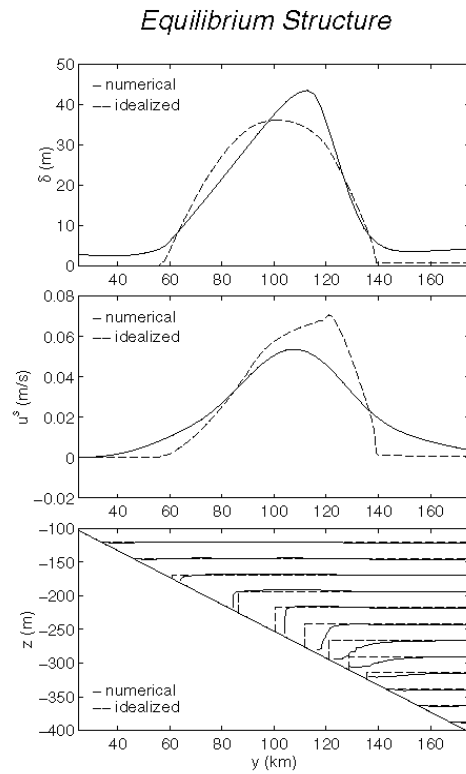 Equilibrium Structure
50
40
30
20
10
0
δ (m)
– numerical
-- idealized
40 60 80 100 120 140 160
0.08
0.06
0.04
0.02
0
−0.02
uˢ (m/s)
– numerical
-- idealized
40 60 80 100 120 140 160
−100
−150
−200
−250
−300
−350
−400
z (m)
– numerical
-- idealized
40 60 80 100 120 140 160
y (km)